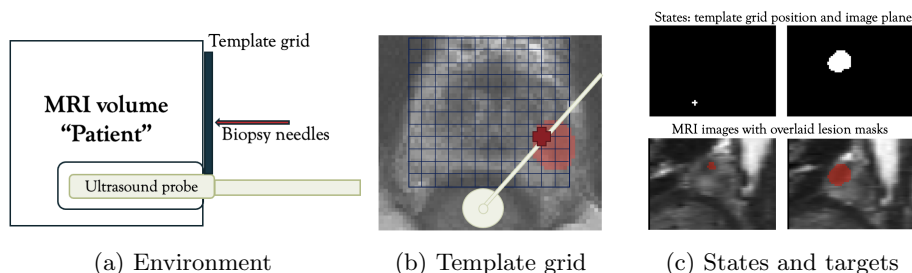 Template grid
MRI volume
“Patient”
Biopsy needles
Ultrasound probe
(a) Environment
(b) Template grid
States: template grid position and image plane
MRI images with overlaid lesion masks
(c) States and targets